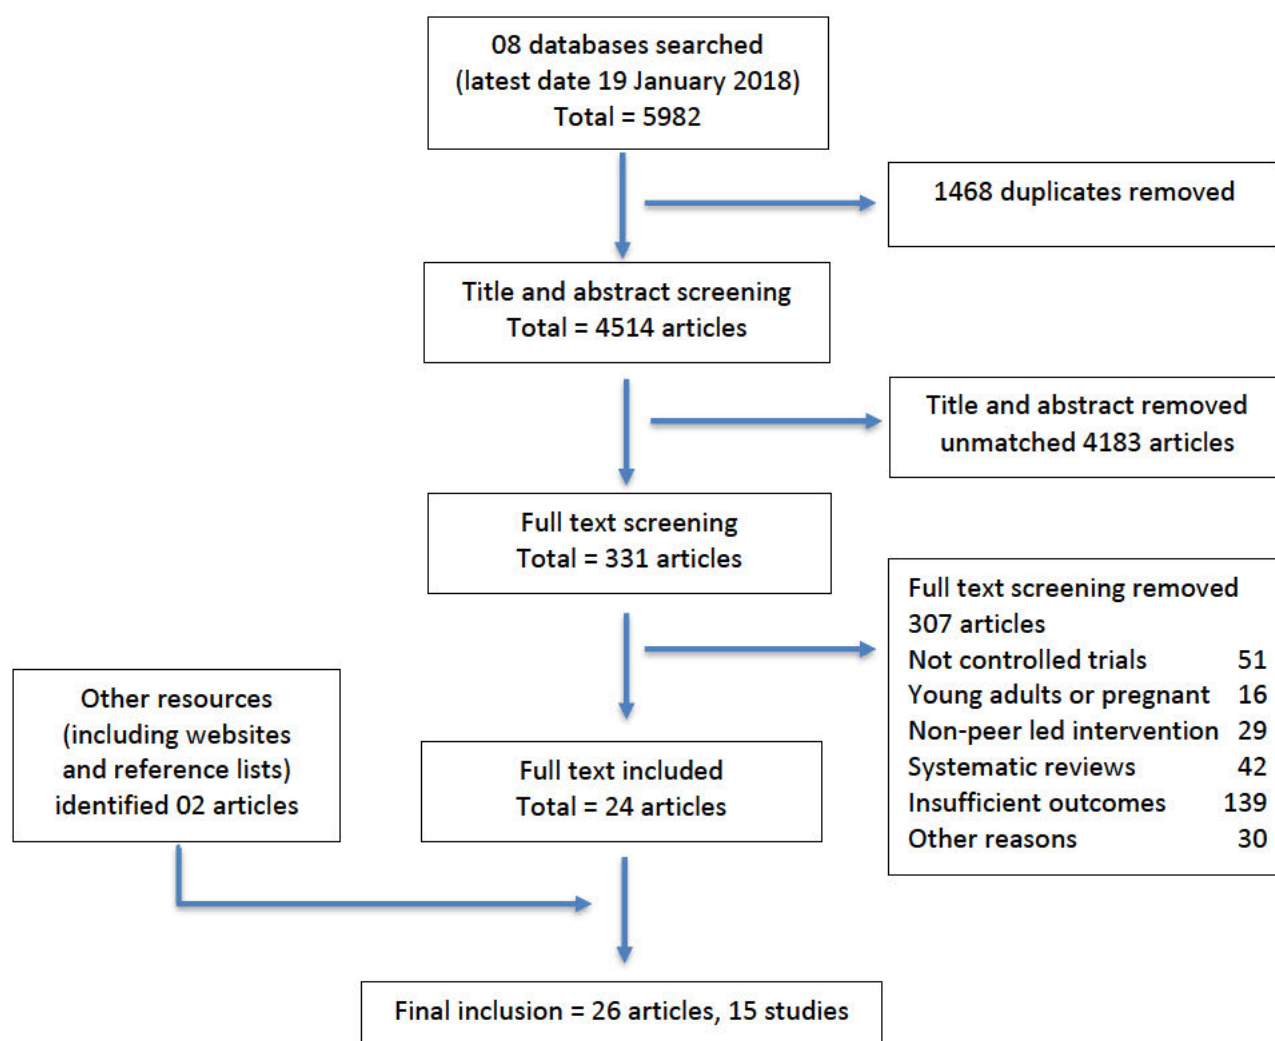 08 databases searched
(latest date 19 January 2018)
Total = 5982
1468 duplicates removed
Title and abstract screening
Total = 4514 articles
Title and abstract removed
unmatched 4183 articles
Full text screening
Total = 331 articles
Full text screening removed
307 articles
Not controlled trials 51
Young adults or pregnant 16
Non-peer led intervention 29
Systematic reviews 42
Insufficient outcomes 139
Other reasons 30
Other resources
(including websites
and reference lists)
identified 02 articles
Full text included
Total = 24 articles
Final inclusion = 26 articles, 15 studies